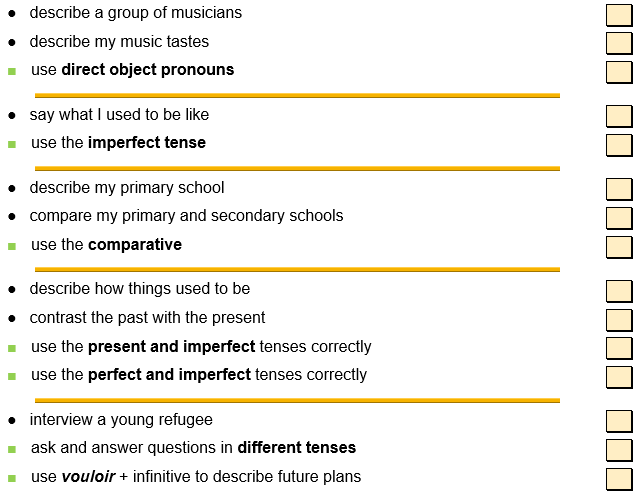 ● describe a group of musicians
● describe my music tastes
■ use direct object pronouns
● say what I used to be like
■ use the imperfect tense
● describe my primary school
● compare my primary and secondary schools
■ use the comparative
● describe how things used to be
● contrast the past with the present
■ use the present and imperfect tenses correctly
■ use the perfect and imperfect tenses correctly
● interview a young refugee
■ ask and answer questions in different tenses
■ use vouloir + infinitive to describe future plans